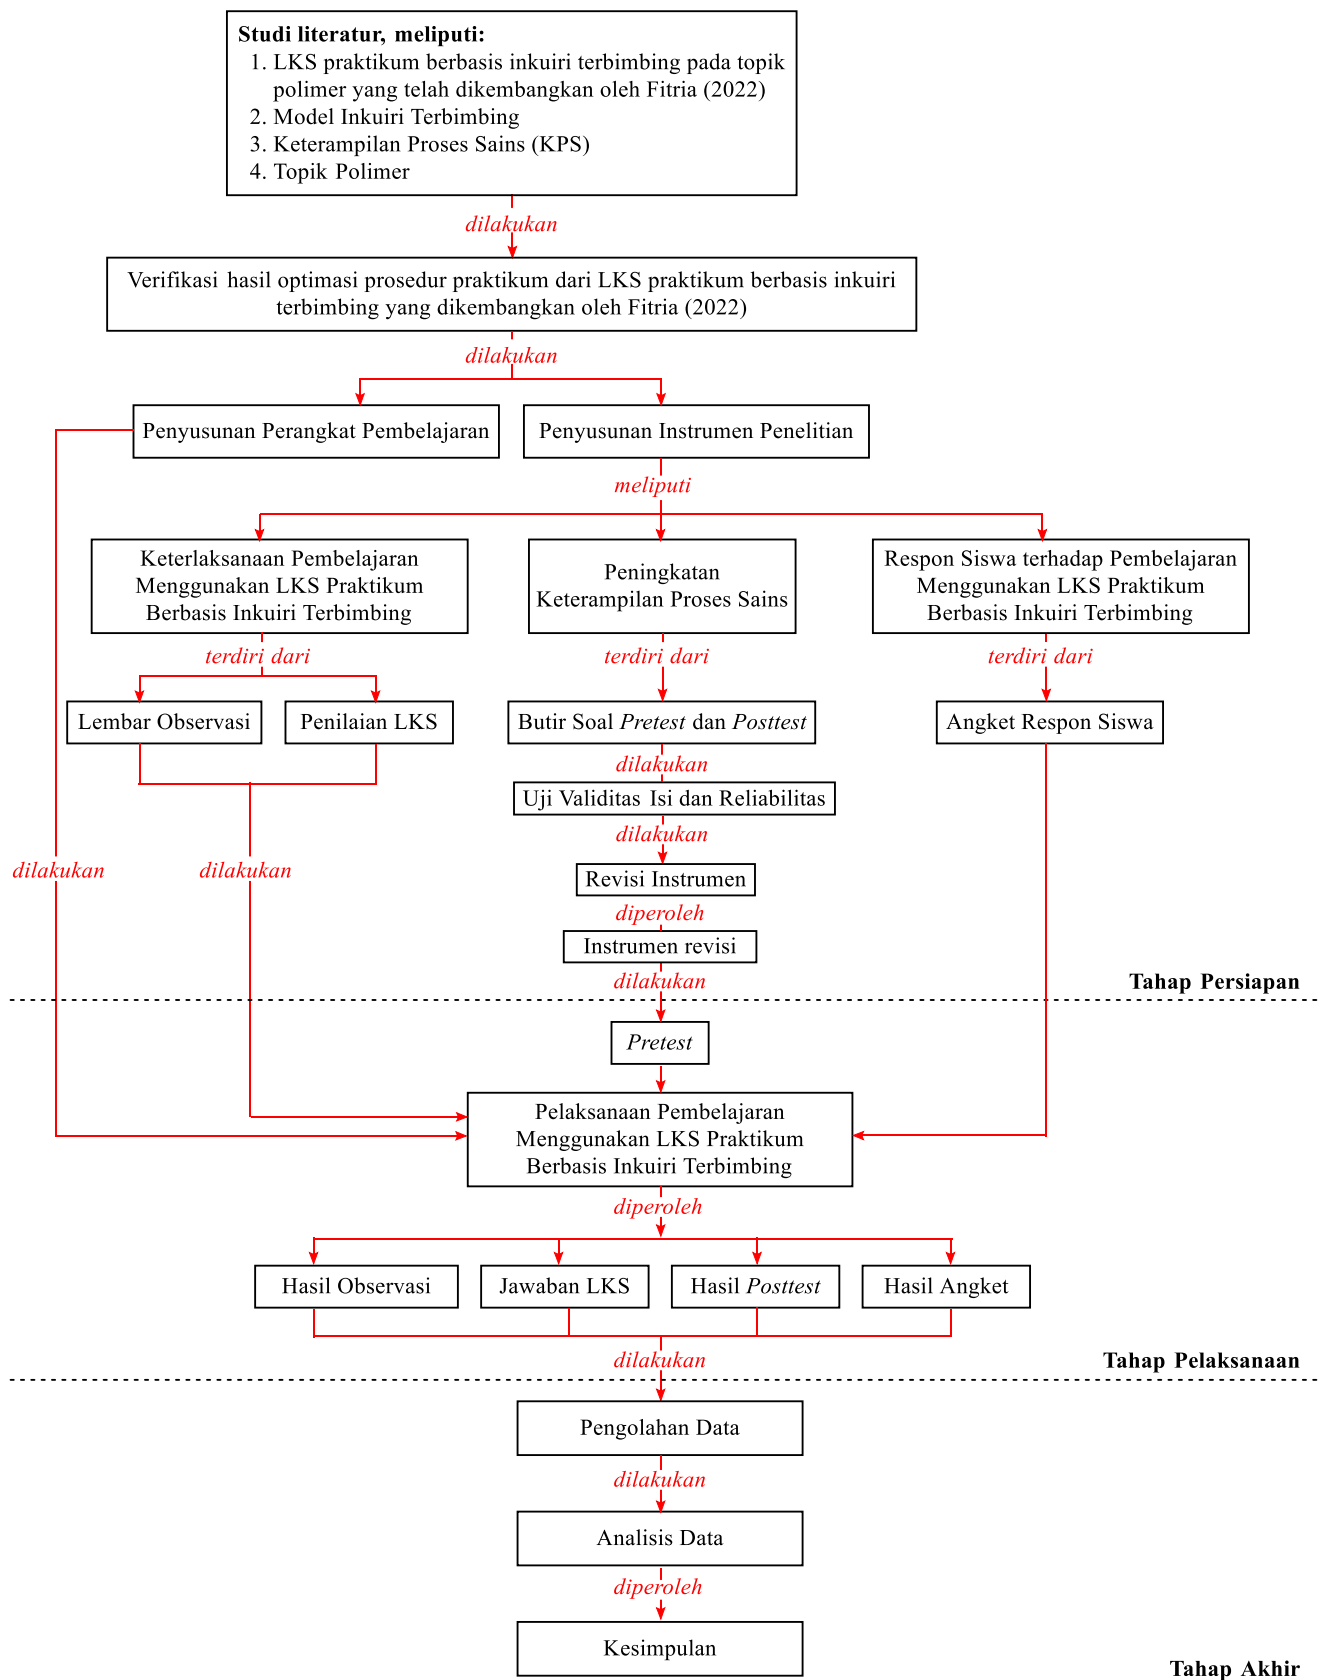 Studi literatur, meliputi:
1. LKS praktikum berbasis inkuiri terbimbing pada topik
polimer yang telah dikembangkan oleh Fitria (2022)
2. Model Inkuiri Terbimbing
3. Keterampilan Proses Sains (KPS)
4. Topik Polimer
dilakukan
Verifikasi hasil optimasi prosedur praktikum dari LKS praktikum berbasis inkuiri
terbimbing yang dikembangkan oleh Fitria (2022)
dilakukan
Penyusunan Perangkat Pembelajaran
Penyusunan Instrumen Penelitian
meliputi
Keterlaksanaan Pembelajaran
Menggunakan LKS Praktikum
Berbasis Inkuiri Terbimbing
Peningkatan
Keterampilan Proses Sains
Respon Siswa terhadap Pembelajaran
Menggunakan LKS Praktikum
Berbasis Inkuiri Terbimbing
terdiri dari
terdiri dari
terdiri dari
Lembar Observasi
Penilaian LKS
Butir Soal Pretest dan Posttest
Angket Respon Siswa
dilakukan
Uji Validitas Isi dan Reliabilitas
dilakukan
dilakukan
dilakukan
Revisi Instrumen
diperoleh
Instrumen revisi
dilakukan
Tahap Persiapan
Pretest
Pelaksanaan Pembelajaran
Menggunakan LKS Praktikum
Berbasis Inkuiri Terbimbing
diperoleh
Hasil Observasi
Jawaban LKS
Hasil Posttest
Hasil Angket
dilakukan
Tahap Pelaksanaan
Pengolahan Data
dilakukan
Analisis Data
diperoleh
Kesimpulan
Tahap Akhir